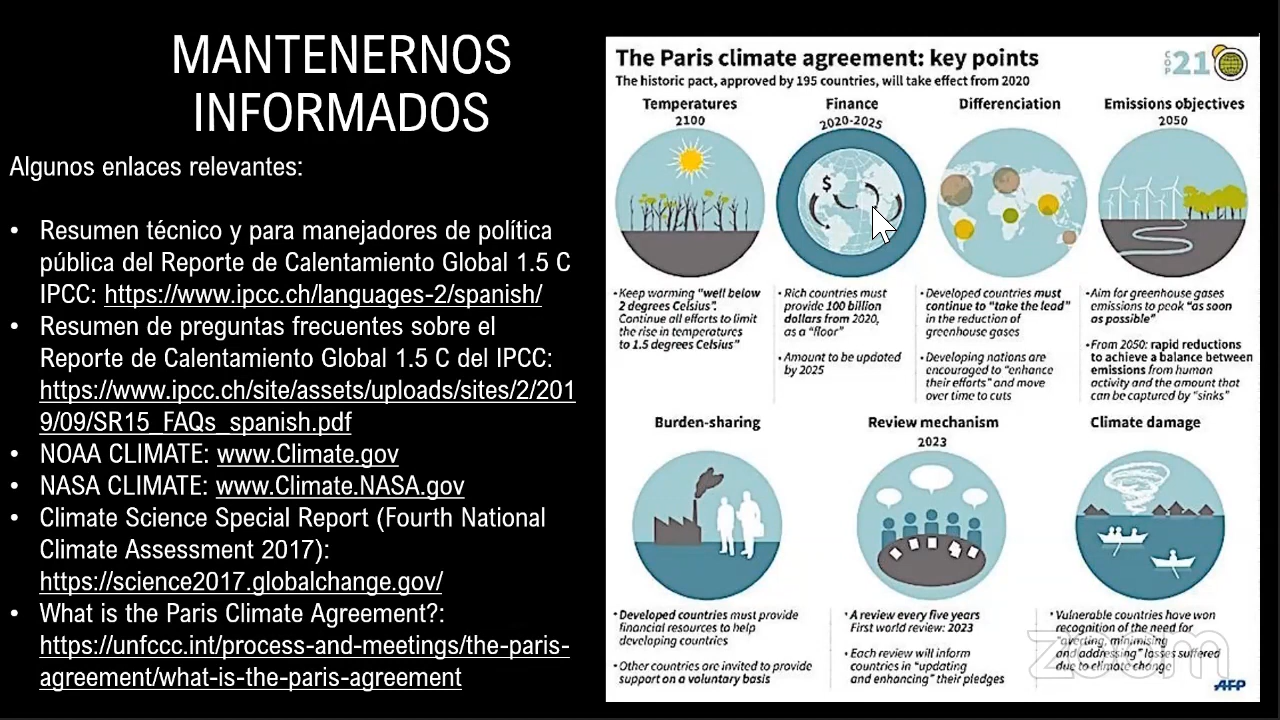 MANTENERNOS
INFORMADOS
Algunos enlaces relevantes:
• Resumen técnico y para manejadores de política
pública del Reporte de Calentamiento Global 1.5 C
IPCC: https://www.ipcc.ch/languages-2/spanish/
• Resumen de preguntas frecuentes sobre el
Reporte de Calentamiento Global 1.5 C del IPCC:
https://www.ipcc.ch/site/assets/uploads/sites/2/201
9/09/SR15_FAQs_spanish.pdf
• NOAA CLIMATE: www.Climate.gov
• NASA CLIMATE: www.Climate.NASA.gov
• Climate Science Special Report (Fourth National
Climate Assessment 2017):
https://science2017.globalchange.gov/
• What is the Paris Climate Agreement?:
https://unfccc.int/process-and-meetings/the-paris-
agreement/what-is-the-paris-agreement
The Paris climate agreement: key points
COP 21
The historic pact, approved by 195 countries, will take effect from 2020
Temperatures
2100
• Keep warming "well below
2 degrees Celsius".
Continue all efforts to limit
the rise in temperatures
to 1.5 degrees Celsius"
Finance
2020-2025
$
• Rich countries must
provide 100 billion
dollars from 2020,
as a "floor"
• Amount to be updated
by 2025
Differenciation
• Developed countries must
continue to "take the lead"
in the reduction of
greenhouse gases
• Developing nations are
encouraged to "enhance
their efforts" and move
over time to cuts
Emissions objectives
2050
• Aim for greenhouse gases
emissions to peak "as soon
as possible"
• From 2050: rapid reductions
to achieve a balance between
emissions from human
activity and the amount that
can be captured by "sinks"
Burden-sharing
• Developed countries must provide
financial resources to help
developing countries
• Other countries are invited to provide
support on a voluntary basis
Review mechanism
2023
• A review every five years
First world review: 2023
• Each review will inform
countries in "updating
and enhancing" their pledges
Climate damage
• Vulnerable countries have won
recognition of the need for
"averting, minimising
and addressing" losses suffered
due to climate change
zoom
AFP